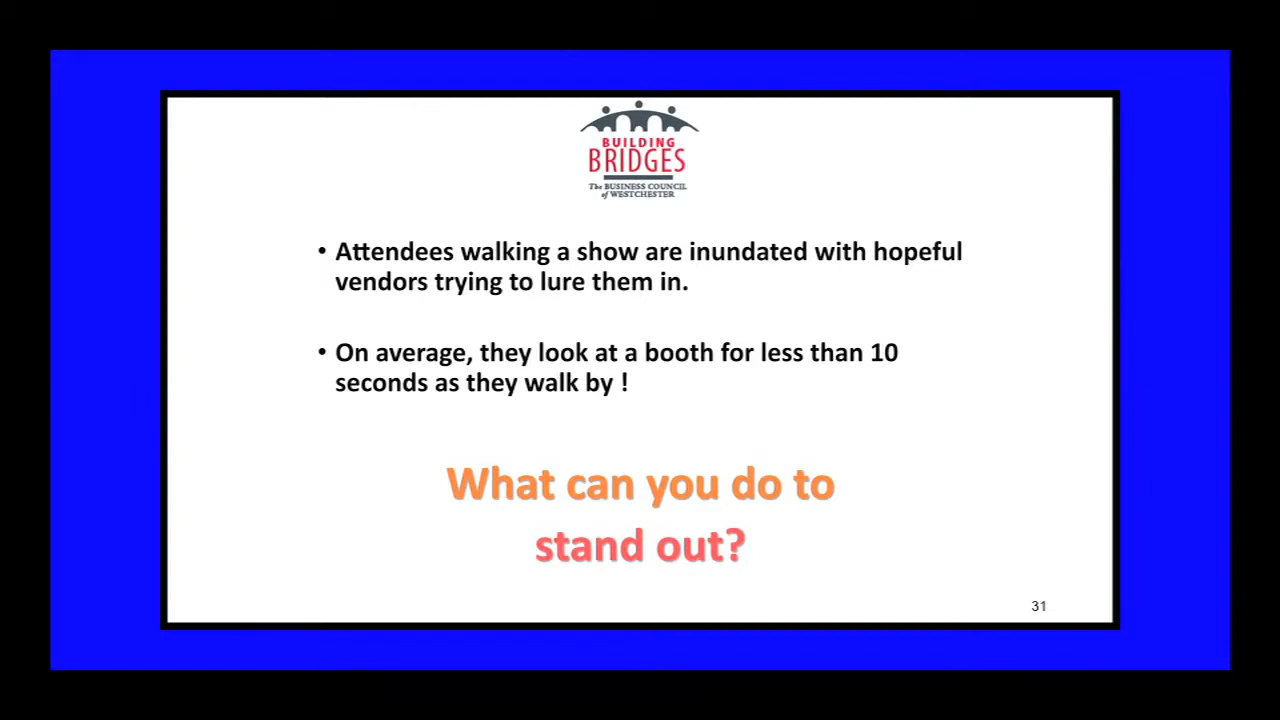 BUILDING
BRIDGES
The BUSINESS COUNCIL
of WESTCHESTER
• Attendees walking a show are inundated with hopeful
vendors trying to lure them in.
• On average, they look at a booth for less than 10
seconds as they walk by !
What can you do to
stand out?
31